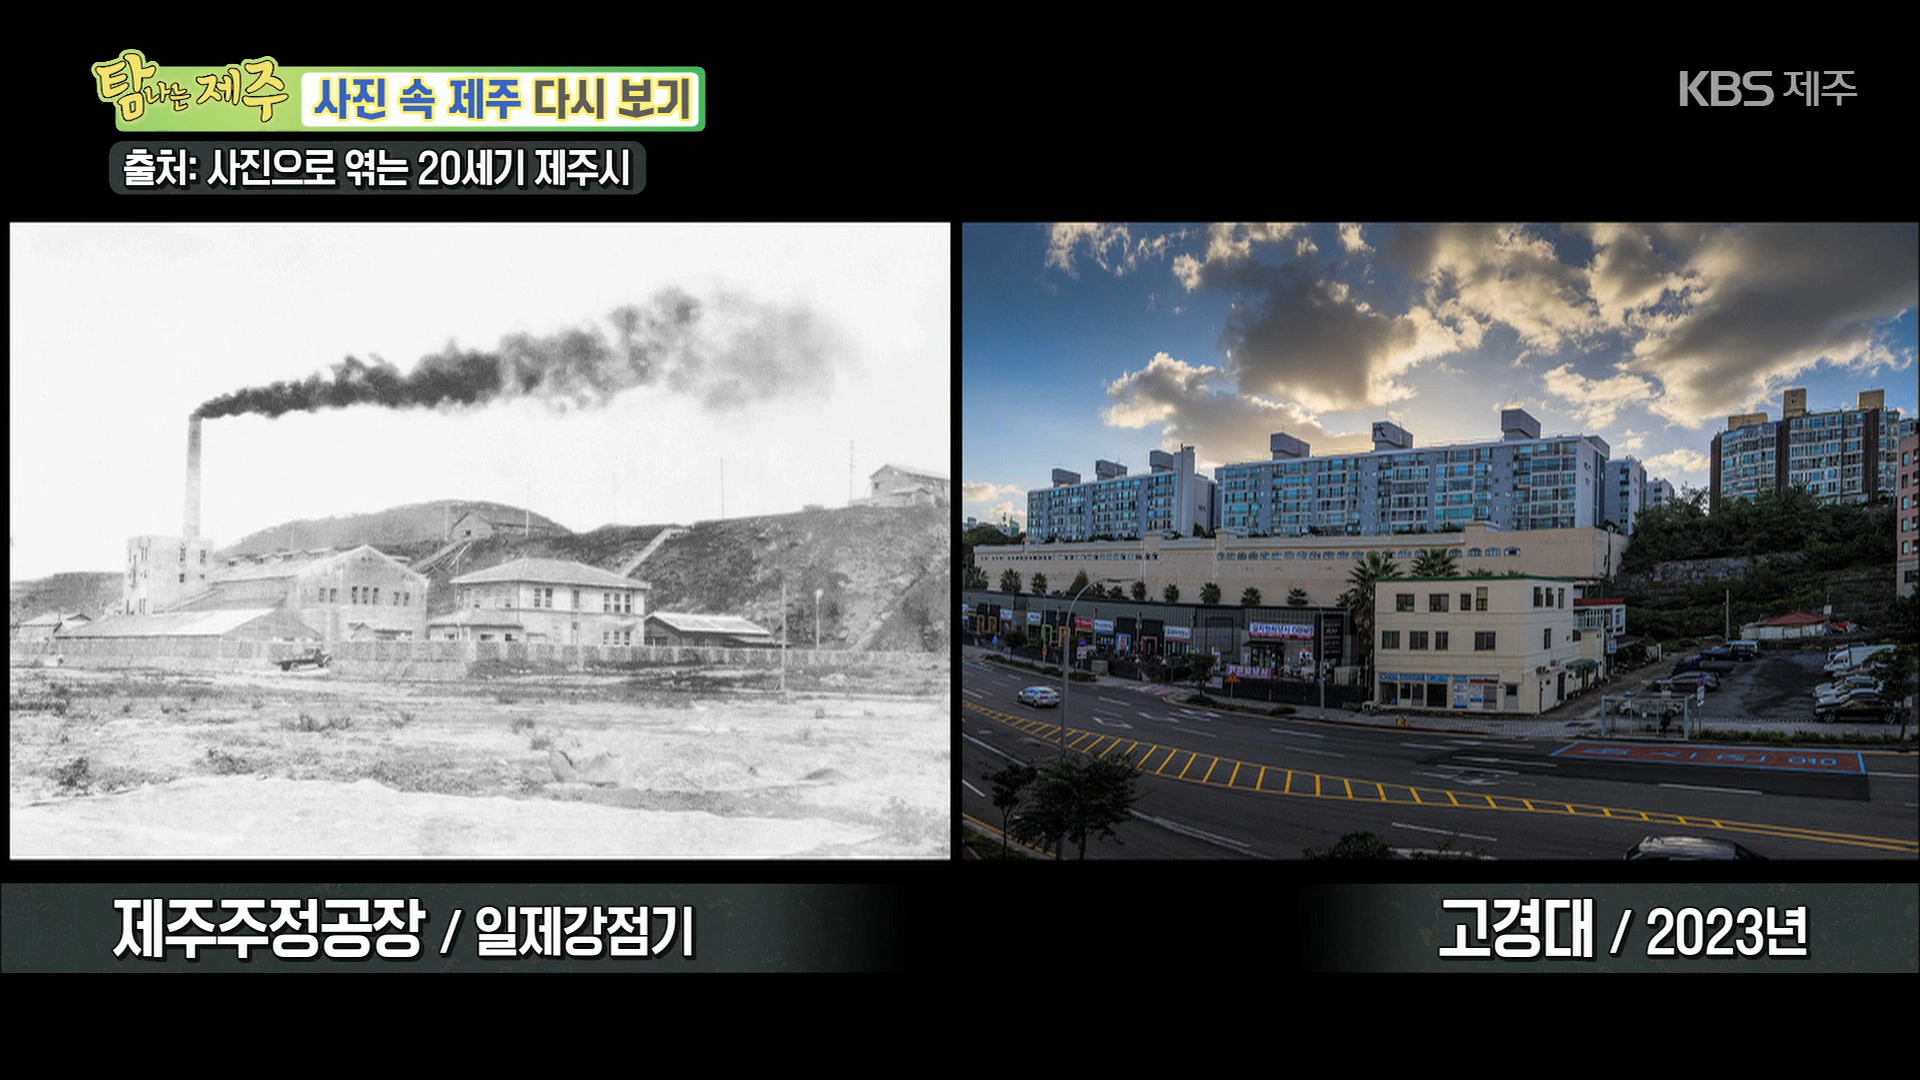 탐나는 제주 사진 속 제주 다시 보기
KBS 제주
출처: 사진으로 엮는 20세기 제주시
제주주정공장 / 일제강점기
고경대 / 2023년